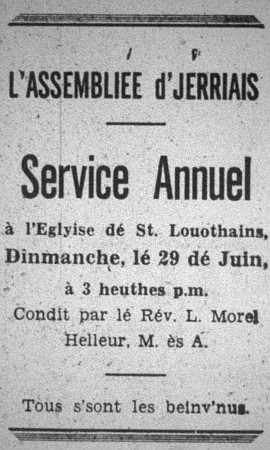 L'ASSEMBLIEE d'JERRIAIS
Service Annuel
à l'Eglyise dé St. Louothains,
Dînmanche, lé 29 dé Juin,
à 3 heuthes p.m.
Condit par lé Rév. L. Morel
Helleur, M. ès A.
Tous s'sont les beinv'nus.